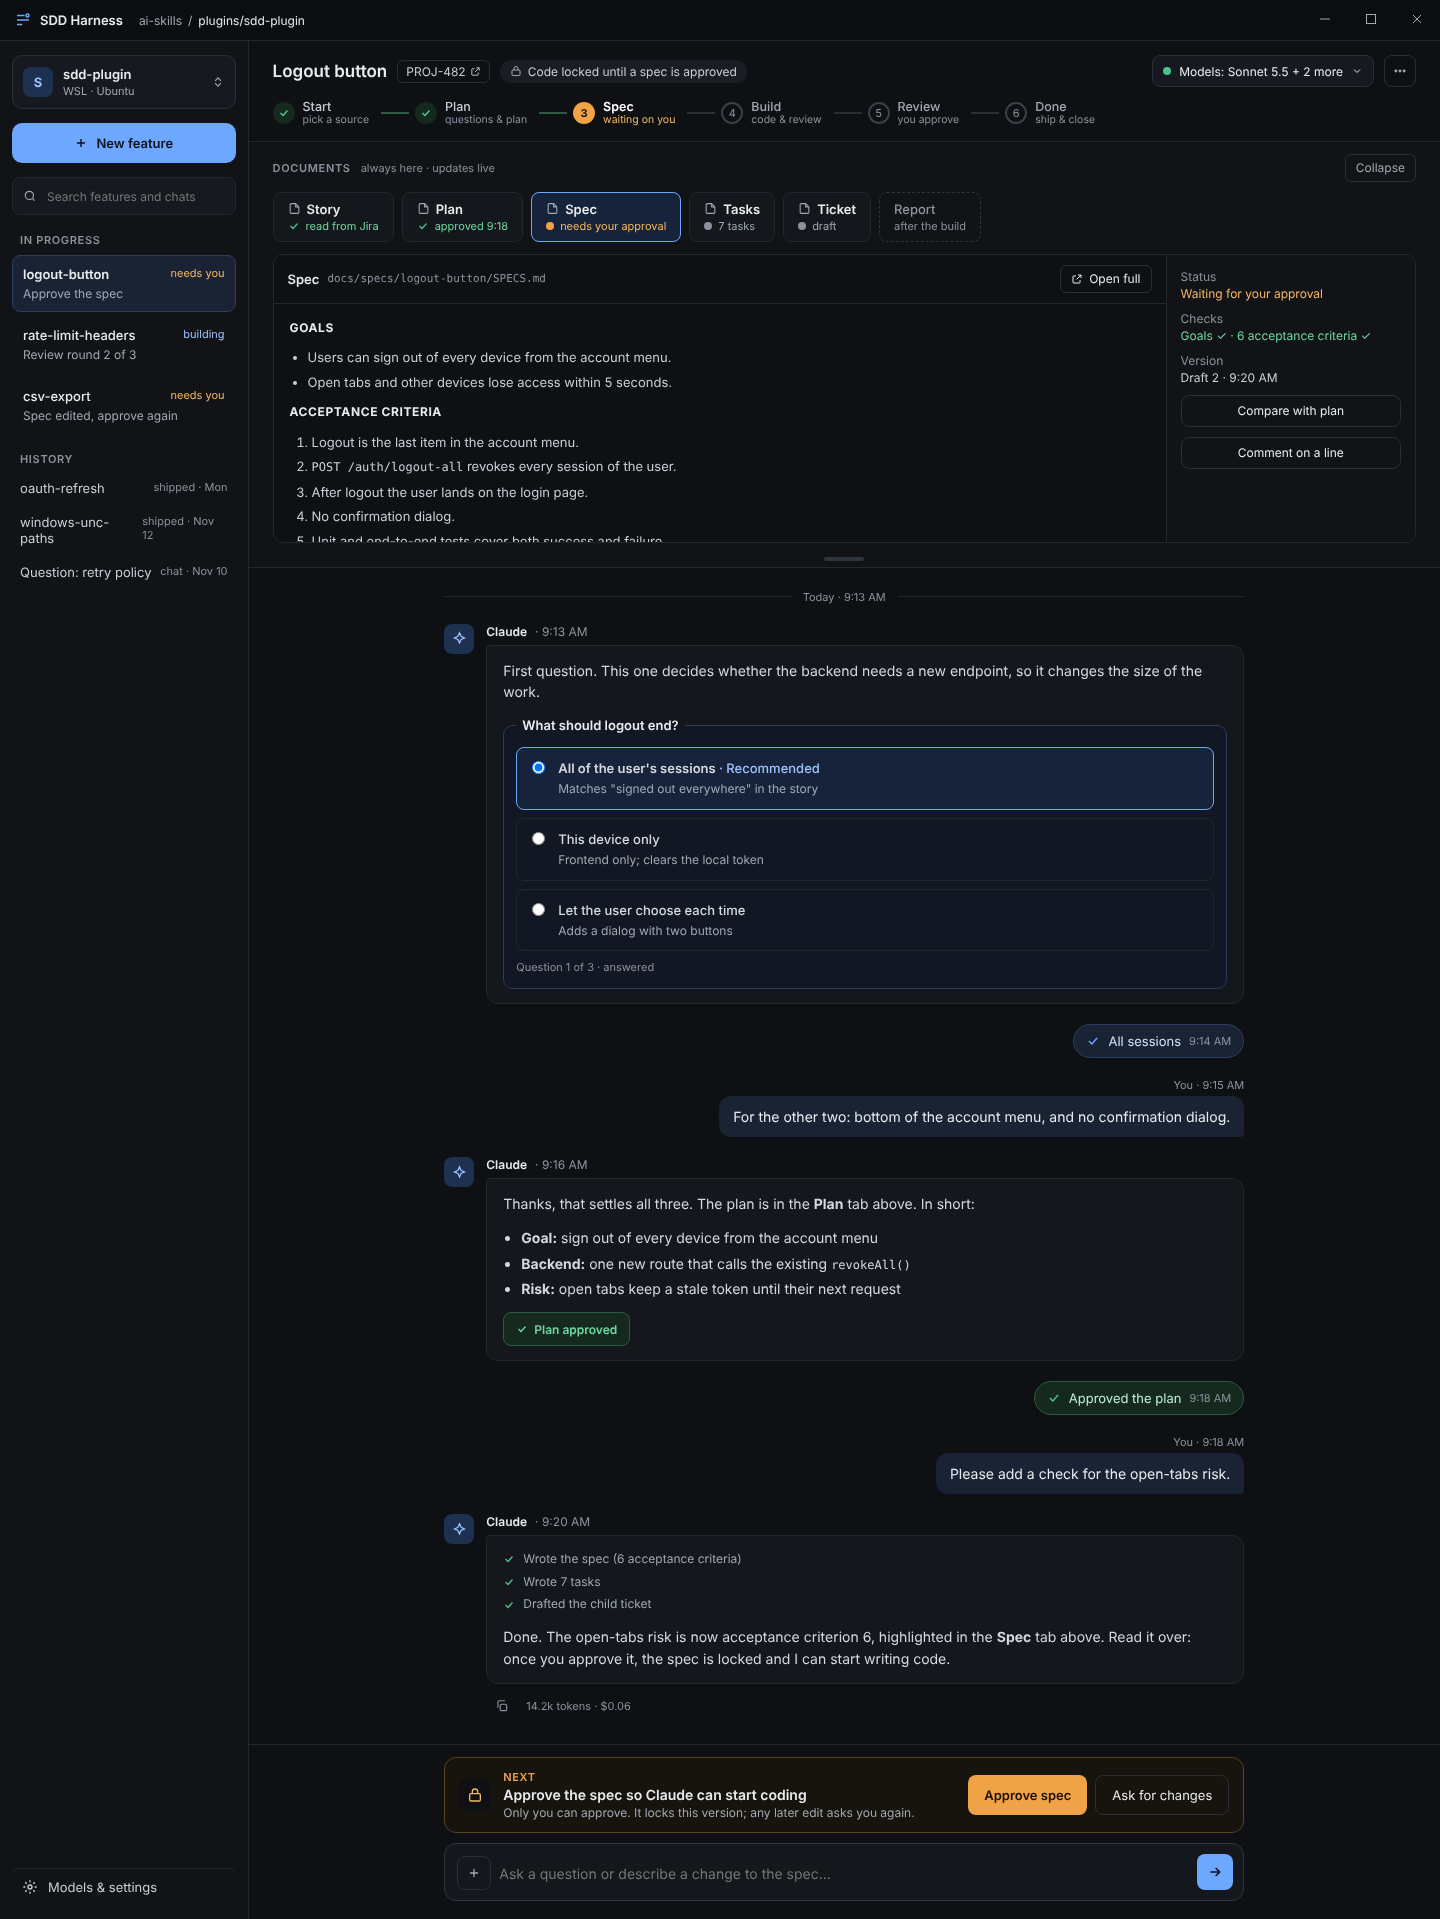 SDD Harness ai-skills / plugins/sdd-plugin
S
sdd-plugin
WSL · Ubuntu
+ New feature
Search features and chats
IN PROGRESS
logout-button needs you
Approve the spec
rate-limit-headers building
Review round 2 of 3
csv-export needs you
Spec edited, approve again
HISTORY
oauth-refresh shipped · Mon
windows-unc-
paths
shipped · Nov
12
Question: retry policy chat · Nov 10
Models & settings
Logout button PROJ-482 Code locked until a spec is approved
Models: Sonnet 5.5 + 2 more
Start
pick a source
Plan
questions & plan
3
Spec
waiting on you
4
Build
code & review
5
Review
you approve
6
Done
ship & close
DOCUMENTS always here · updates live
Collapse
Story
read from Jira
Plan
approved 9:18
Spec
needs your approval
Tasks
7 tasks
Ticket
draft
Report
after the build
Spec docs/specs/logout-button/SPECS.md
Open full
GOALS
• Users can sign out of every device from the account menu.
• Open tabs and other devices lose access within 5 seconds.
ACCEPTANCE CRITERIA
1. Logout is the last item in the account menu.
2. POST /auth/logout-all revokes every session of the user.
3. After logout the user lands on the login page.
4. No confirmation dialog.
5. Unit and end-to-end tests cover both success and failure.
Status
Waiting for your approval
Checks
Goals ✓ · 6 acceptance criteria ✓
Version
Draft 2 · 9:20 AM
Compare with plan
Comment on a line
Today · 9:13 AM
Claude · 9:13 AM
First question. This one decides whether the backend needs a new endpoint, so it changes the size of the
work.
What should logout end?
All of the user's sessions · Recommended
Matches "signed out everywhere" in the story
This device only
Frontend only; clears the local token
Let the user choose each time
Adds a dialog with two buttons
Question 1 of 3 · answered
All sessions 9:14 AM
You · 9:15 AM
For the other two: bottom of the account menu, and no confirmation dialog.
Claude · 9:16 AM
Thanks, that settles all three. The plan is in the Plan tab above. In short:
• Goal: sign out of every device from the account menu
• Backend: one new route that calls the existing revokeAll()
• Risk: open tabs keep a stale token until their next request
Plan approved
Approved the plan 9:18 AM
You · 9:18 AM
Please add a check for the open-tabs risk.
Claude · 9:20 AM
Wrote the spec (6 acceptance criteria)
Wrote 7 tasks
Drafted the child ticket
Done. The open-tabs risk is now acceptance criterion 6, highlighted in the Spec tab above. Read it over:
once you approve it, the spec is locked and I can start writing code.
14.2k tokens · $0.06
NEXT
Approve the spec so Claude can start coding
Only you can approve. It locks this version; any later edit asks you again.
Approve spec
Ask for changes
Ask a question or describe a change to the spec...